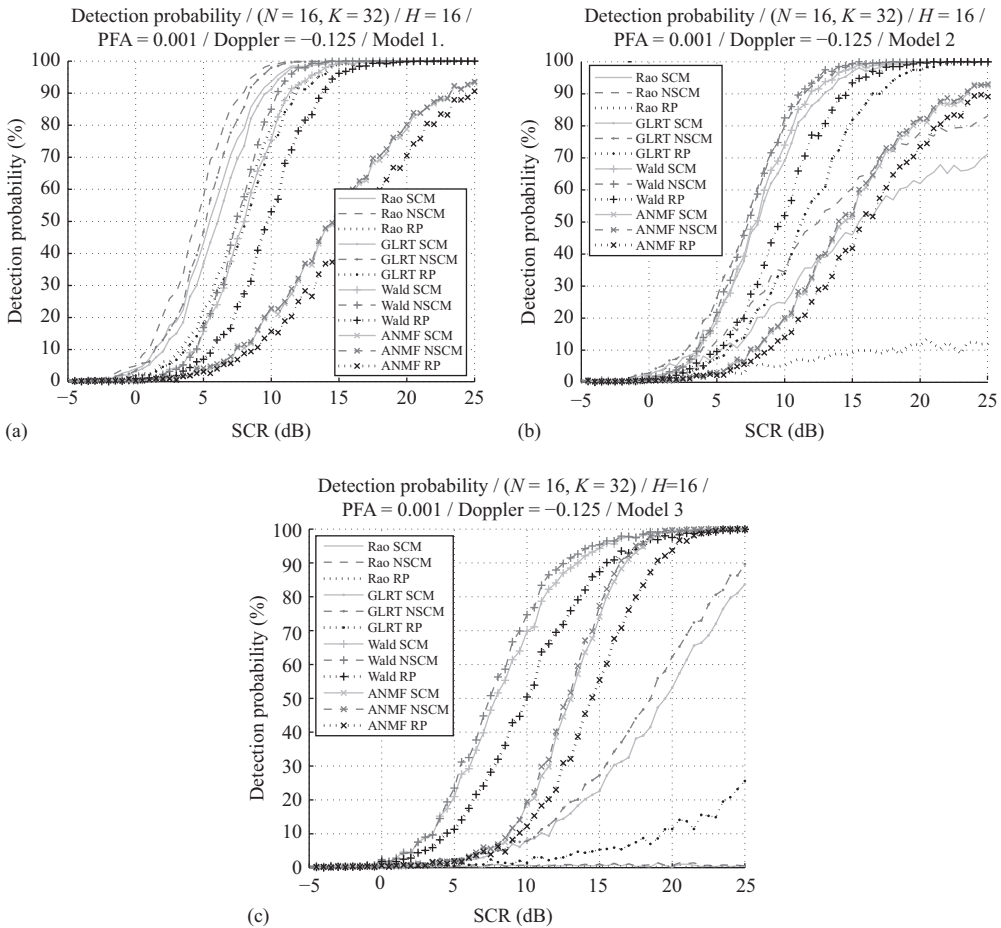 Detection probability / (N = 16, K = 32) / H = 16 /
PFA = 0.001 / Doppler = −0.125 / Model 1.
Detection probability (%)
100
90
80
70
60
50
40
30
20
10
0
−5
0
5
10
15
20
25
SCR (dB)
Rao SCM
Rao NSCM
Rao RP
GLRT SCM
GLRT NSCM
GLRT RP
Wald SCM
Wald NSCM
Wald RP
ANMF SCM
ANMF NSCM
ANMF RP
(a)
Detection probability / (N = 16, K = 32) / H = 16 /
PFA = 0.001 / Doppler = −0.125 / Model 2
Detection probability (%)
100
90
80
70
60
50
40
30
20
10
0
−5
0
5
10
15
20
25
SCR (dB)
Rao SCM
Rao NSCM
Rao RP
GLRT SCM
GLRT NSCM
GLRT RP
Wald SCM
Wald NSCM
Wald RP
ANMF SCM
ANMF NSCM
ANMF RP
(b)
Detection probability / (N = 16, K = 32) / H=16 /
PFA = 0.001 / Doppler = −0.125 / Model 3
Detection probability (%)
100
90
80
70
60
50
40
30
20
10
0
−5
0
5
10
15
20
25
SCR (dB)
Rao SCM
Rao NSCM
Rao RP
GLRT SCM
GLRT NSCM
GLRT RP
Wald SCM
Wald NSCM
Wald RP
ANMF SCM
ANMF NSCM
ANMF RP
(c)